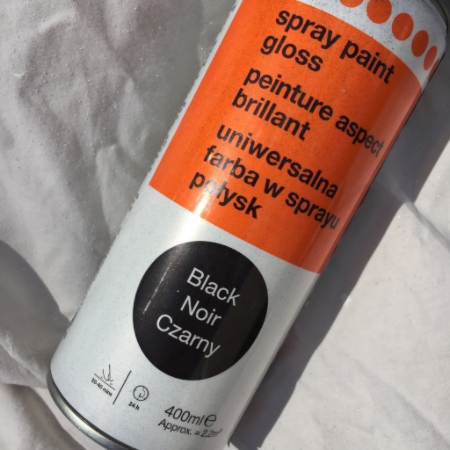 spray paint
gloss
peinture aspect
brillant
uniwersalna
farba w sprayu
połysk
Black
Noir
Czarny
24h
400ml e
Approx.